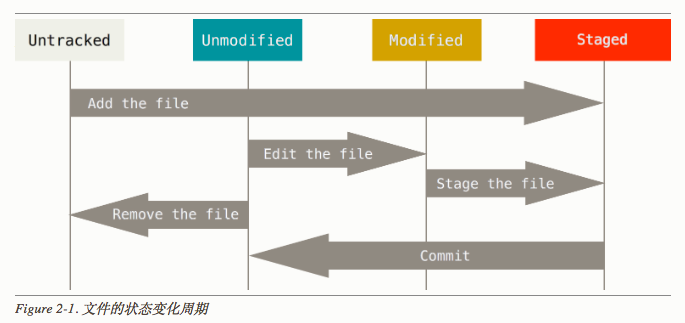 Untracked
Unmodified
Modified
Staged
Add the file
Edit the file
Stage the file
Remove the file
Commit
Figure 2-1. 文件的状态变化周期